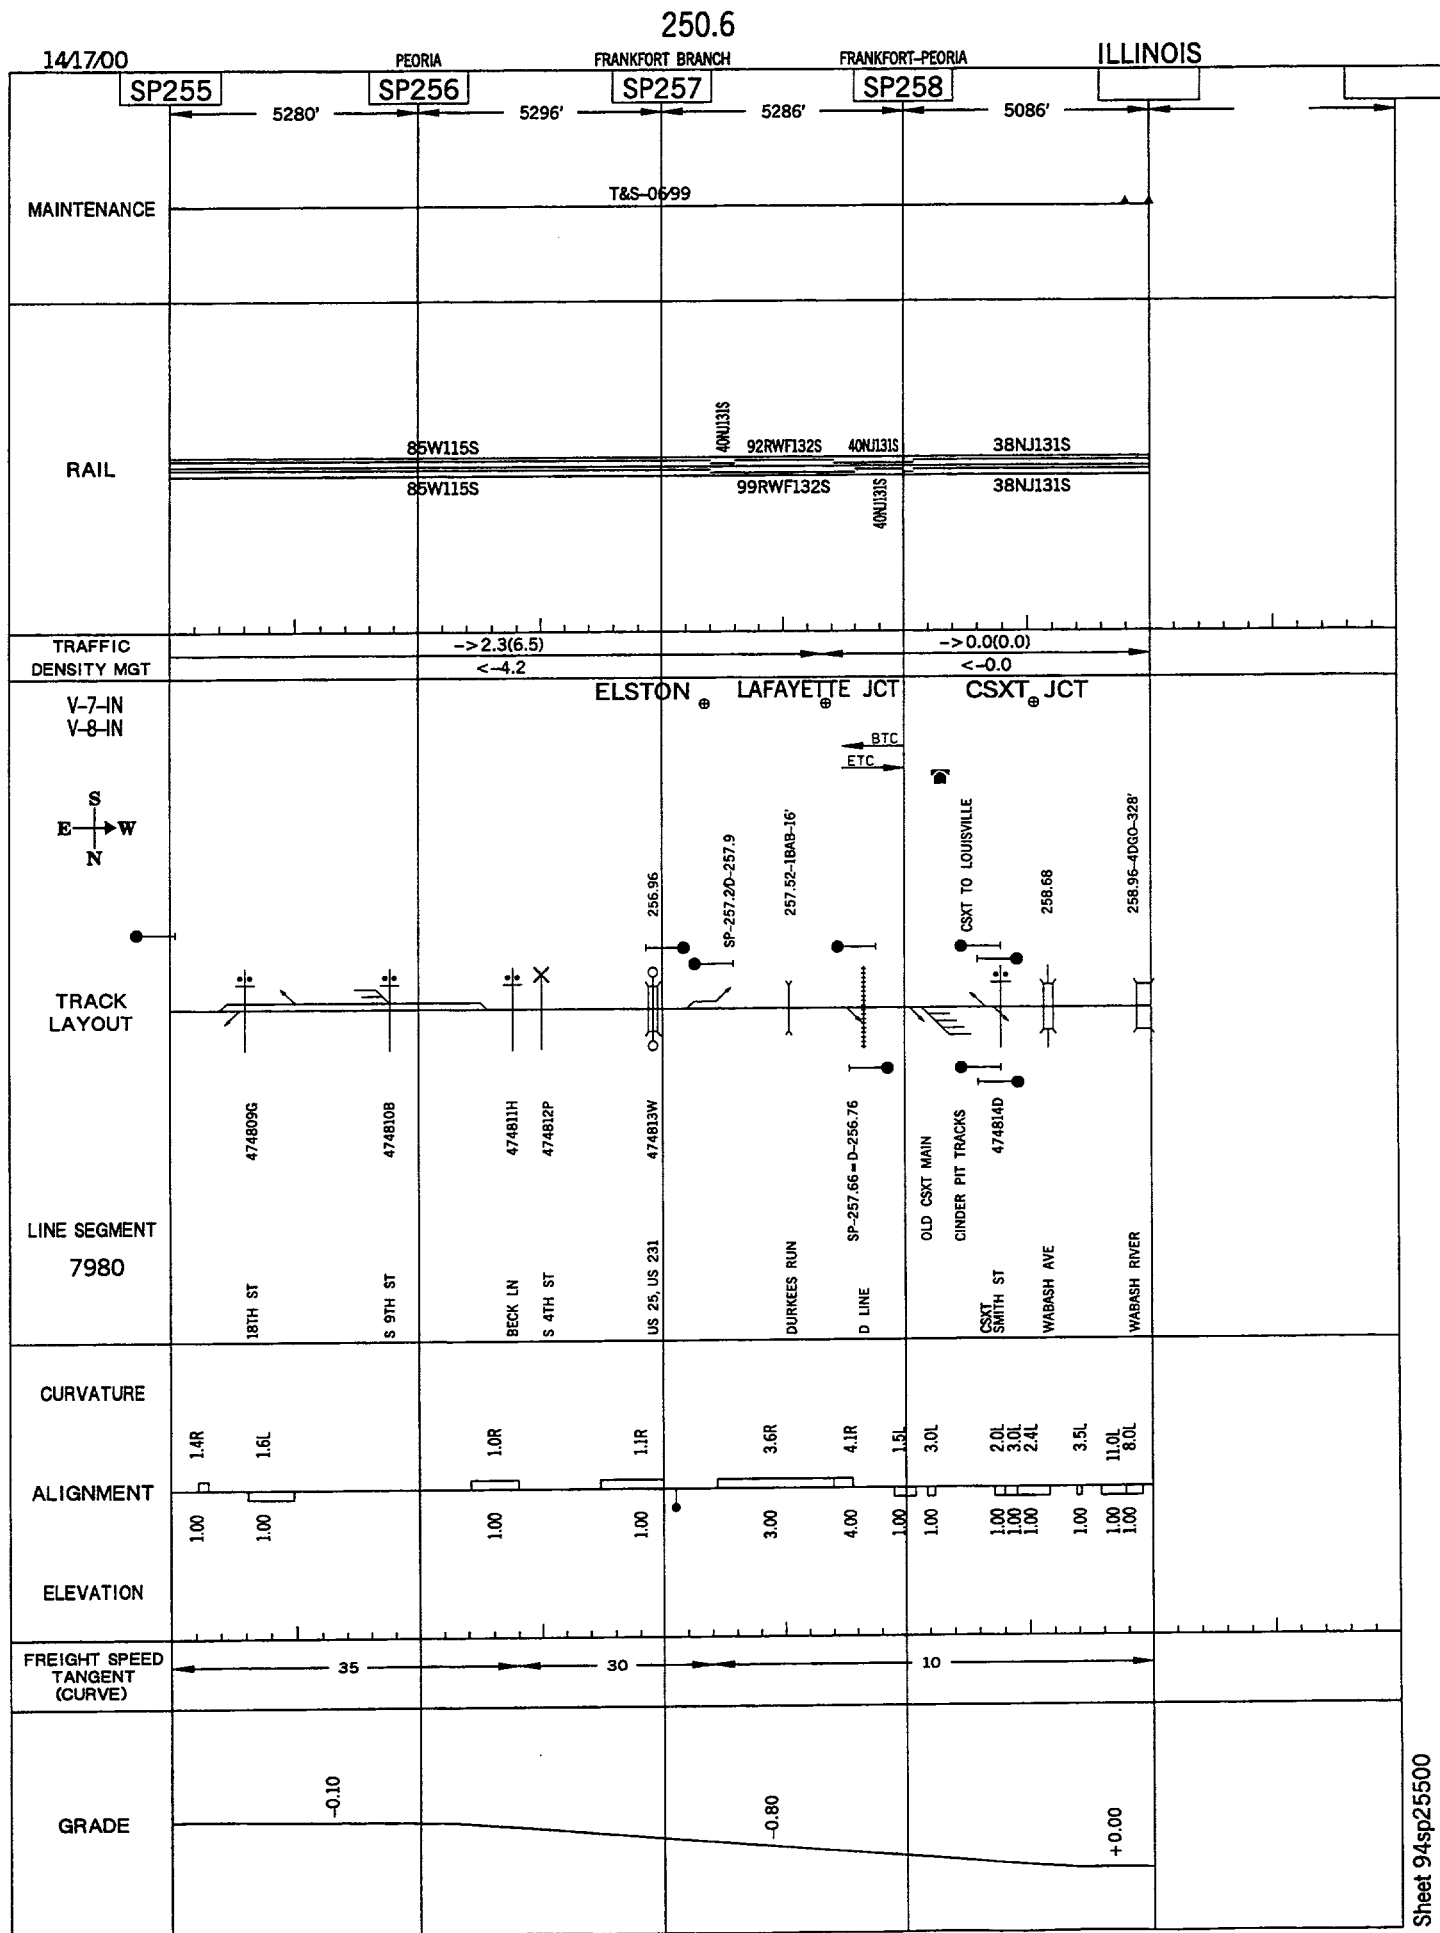 250.6
14/17/00 PEORIA FRANKFORT BRANCH FRANKFORT-PEORIA ILLINOIS
SP255 SP256 SP257 SP258
5280' 5296' 5286' 5086'
MAINTENANCE
T&S-06/99
RAIL
85W115S 40NJ131S 92RWF132S 40NJ131S 38NJ131S
85W115S 99RWF132S 40NJ131S 38NJ131S
TRAFFIC
DENSITY MGT
->2.3(6.5) ->0.0(0.0)
<-4.2 <-0.0
V-7-IN
V-8-IN
ELSTON LAFAYETTE JCT CSXT JCT
BTC
ETC
S
E W
N
256.96
SP-257.2/D-257.9
257.52-1BAB-16'
CSXT TO LOUISVILLE
258.68
258.96-4DGO-328'
TRACK
LAYOUT
474809G
474810B
474811H
474812P
474813W
SP-257.66=D-256.76
OLD CSXT MAIN
CINDER PIT TRACKS
474814D
LINE SEGMENT
7980
18TH ST
S 9TH ST
BECK LN
S 4TH ST
US 25, US 231
DURKEES RUN
D LINE
CSXT
SMITH ST
WABASH AVE
WABASH RIVER
CURVATURE
1.4R 1.6L 1.0R 1.1R 3.6R 4.1R 1.5L 3.0L 2.0L 3.0L 2.4L 3.5L 11.0L 8.0L
ALIGNMENT
1.00 1.00 1.00 1.00 3.00 4.00 1.00 1.00 1.00 1.00 1.00 1.00 1.00 1.00
ELEVATION
FREIGHT SPEED
TANGENT
(CURVE)
35 30 10
GRADE
-0.10
-0.80
+0.00
Sheet 94sp25500